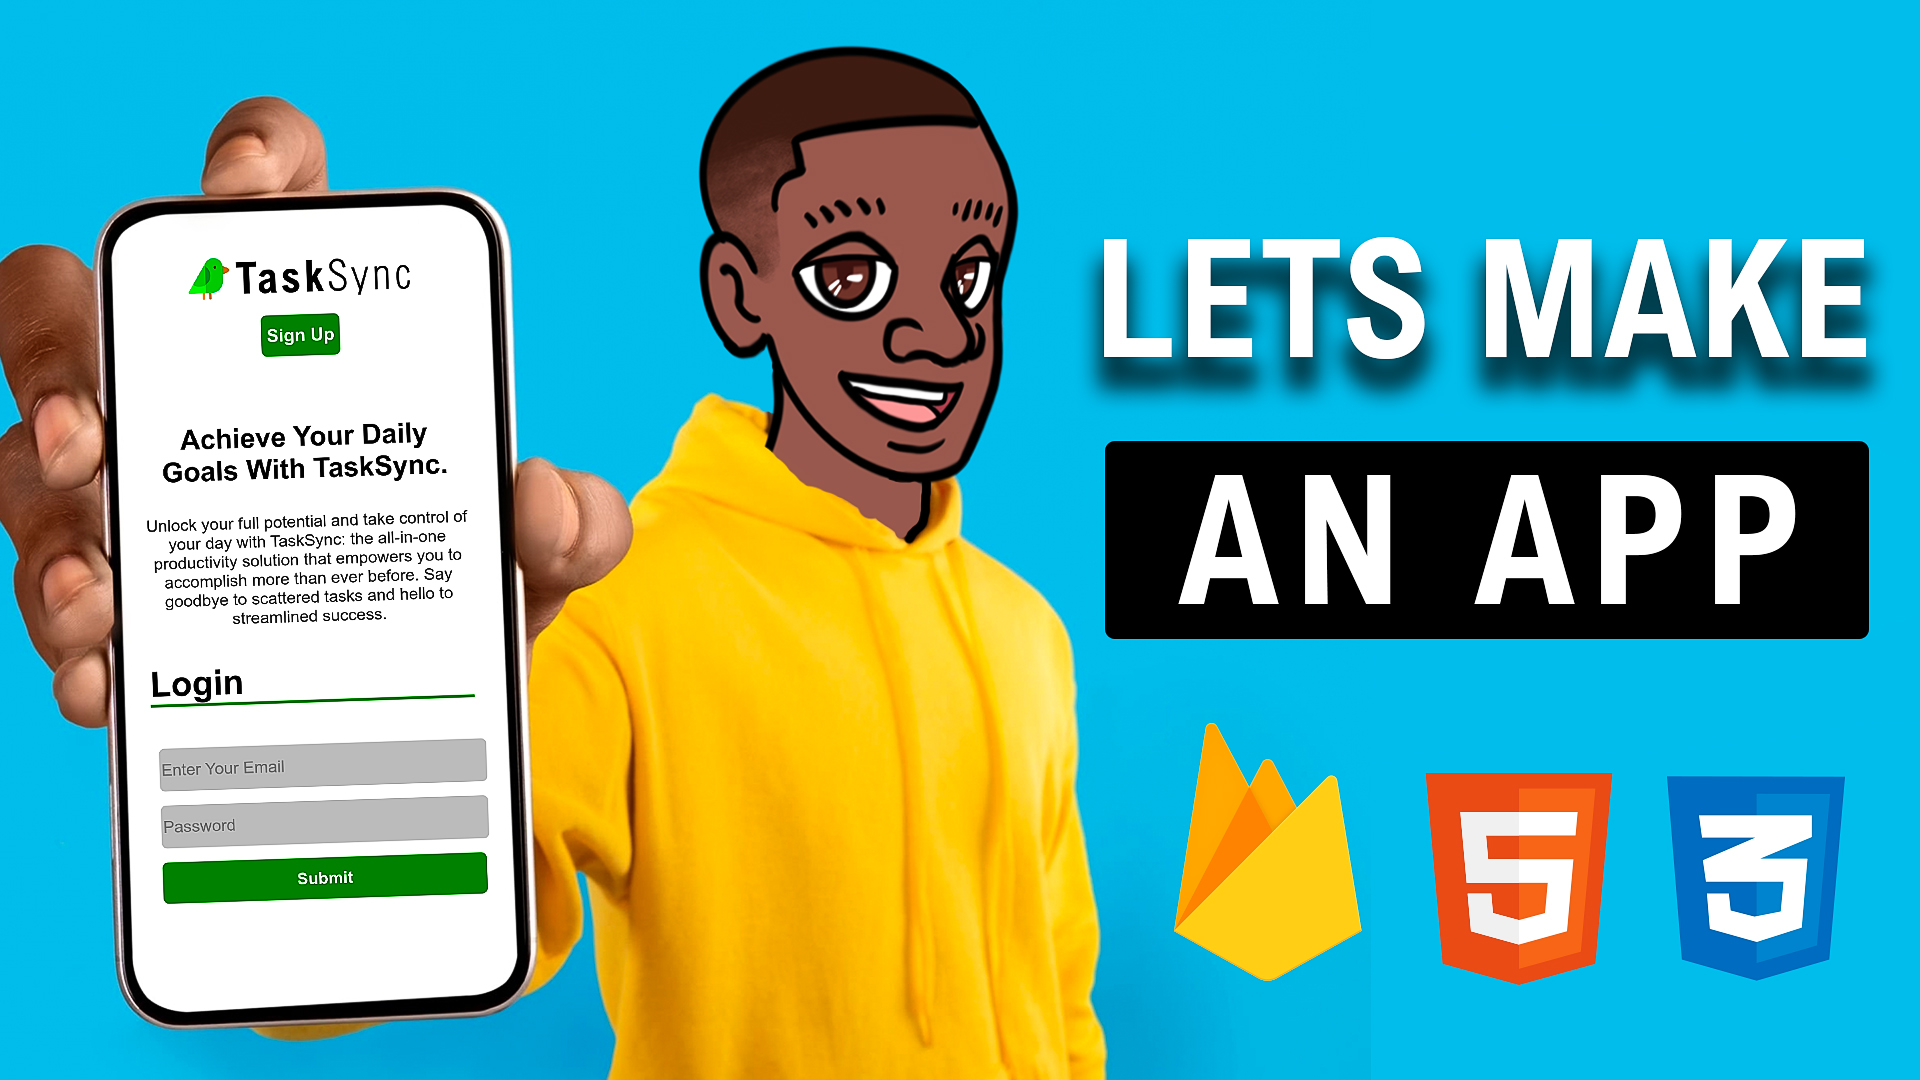 TaskSync
Sign Up
Achieve Your Daily
Goals With TaskSync.
Unlock your full potential and take control of
your day with TaskSync: the all-in-one
productivity solution that empowers you to
accomplish more than ever before. Say
goodbye to scattered tasks and hello to
streamlined success.
Login
Enter Your Email
Password
Submit
LETS MAKE
AN APP
5
3